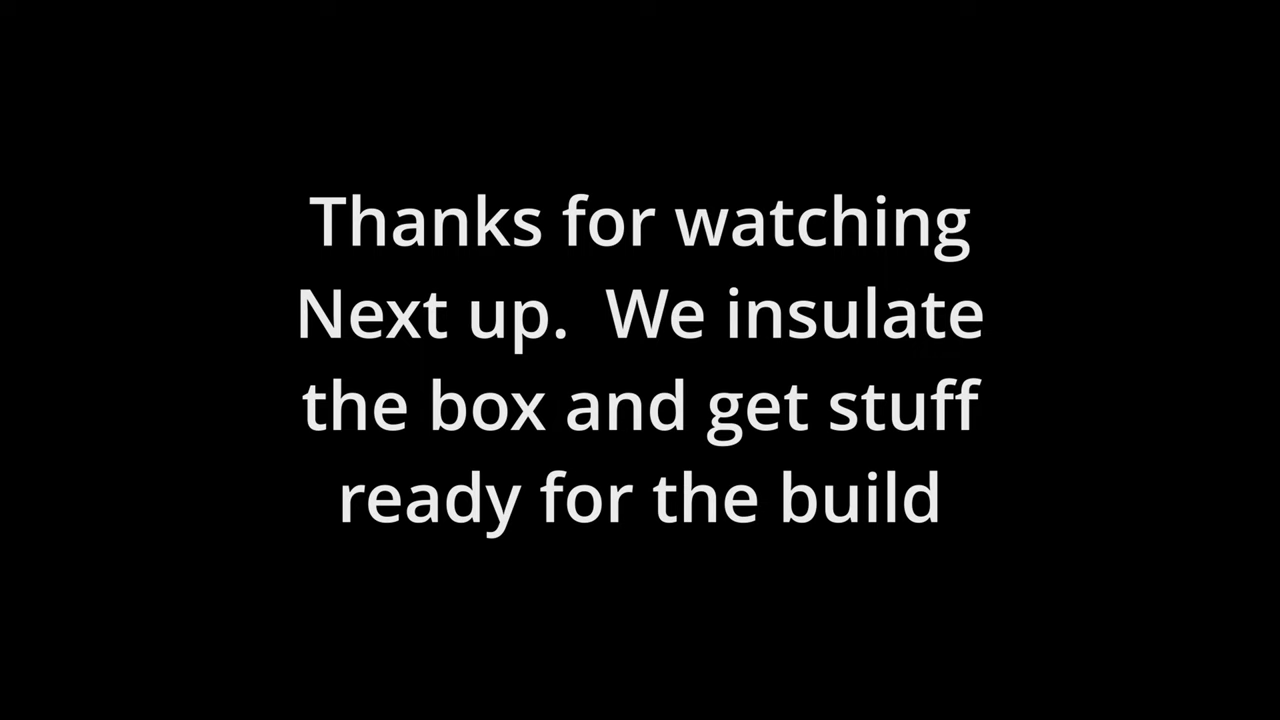 Thanks for watching
Next up.  We insulate
the box and get stuff
ready for the build